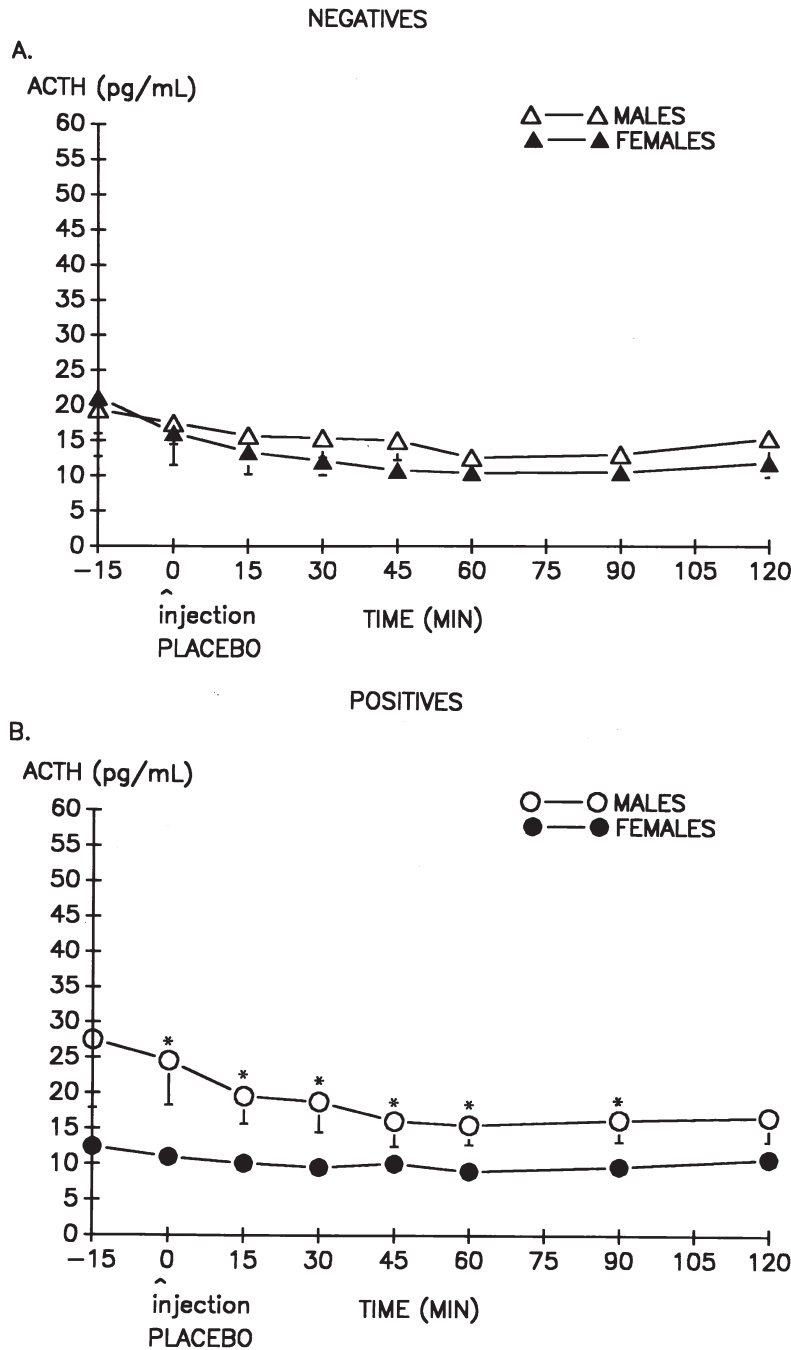 NEGATIVES
A.
ACTH (pg/mL)
MALES
FEMALES
60
55
50
45
40
35
30
25
20
15
10
5
0
−15 0 15 30 45 60 75 90 105 120
^
injection
TIME (MIN)
PLACEBO
POSITIVES
B.
ACTH (pg/mL)
MALES
FEMALES
60
55
50
45
40
35
30
25
20
15
10
5
0
* * * * * *
−15 0 15 30 45 60 75 90 105 120
^
injection
TIME (MIN)
PLACEBO